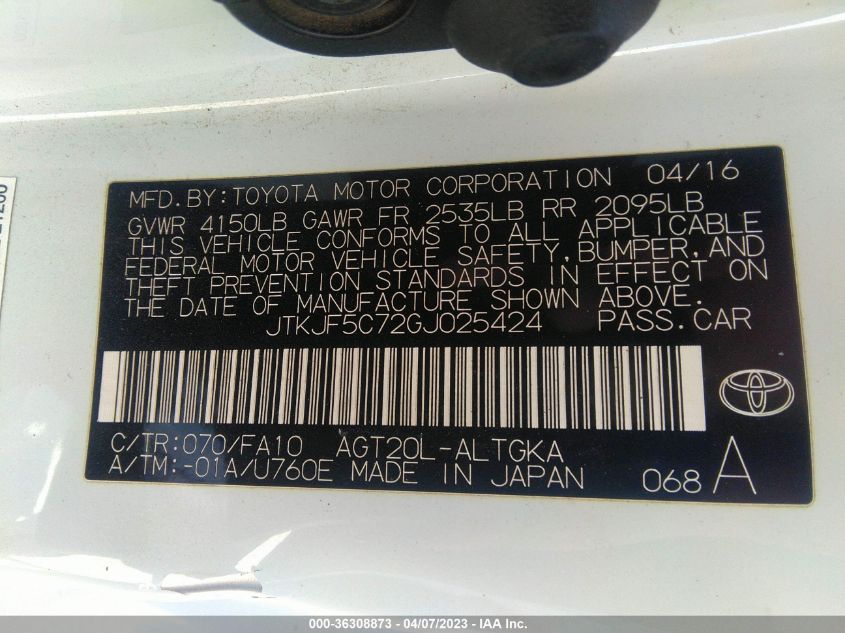 MFD. BY: TOYOTA MOTOR CORPORATION 04/16
GVWR 4150LB GAWR FR 2535LB RR 2095LB
THIS VEHICLE CONFORMS TO ALL APPLICABLE
FEDERAL MOTOR VEHICLE SAFETY, BUMPER, AND
THEFT PREVENTION STANDARDS IN EFFECT ON
THE DATE OF MANUFACTURE SHOWN ABOVE.
JTKJF5C72GJ025424 PASS. CAR
C/TR: 070/FA10 AGT20L-ALTGKA
A/TM: -01A/U760E MADE IN JAPAN 068 A
000-36308873 - 04/07/2023 - IAA Inc.